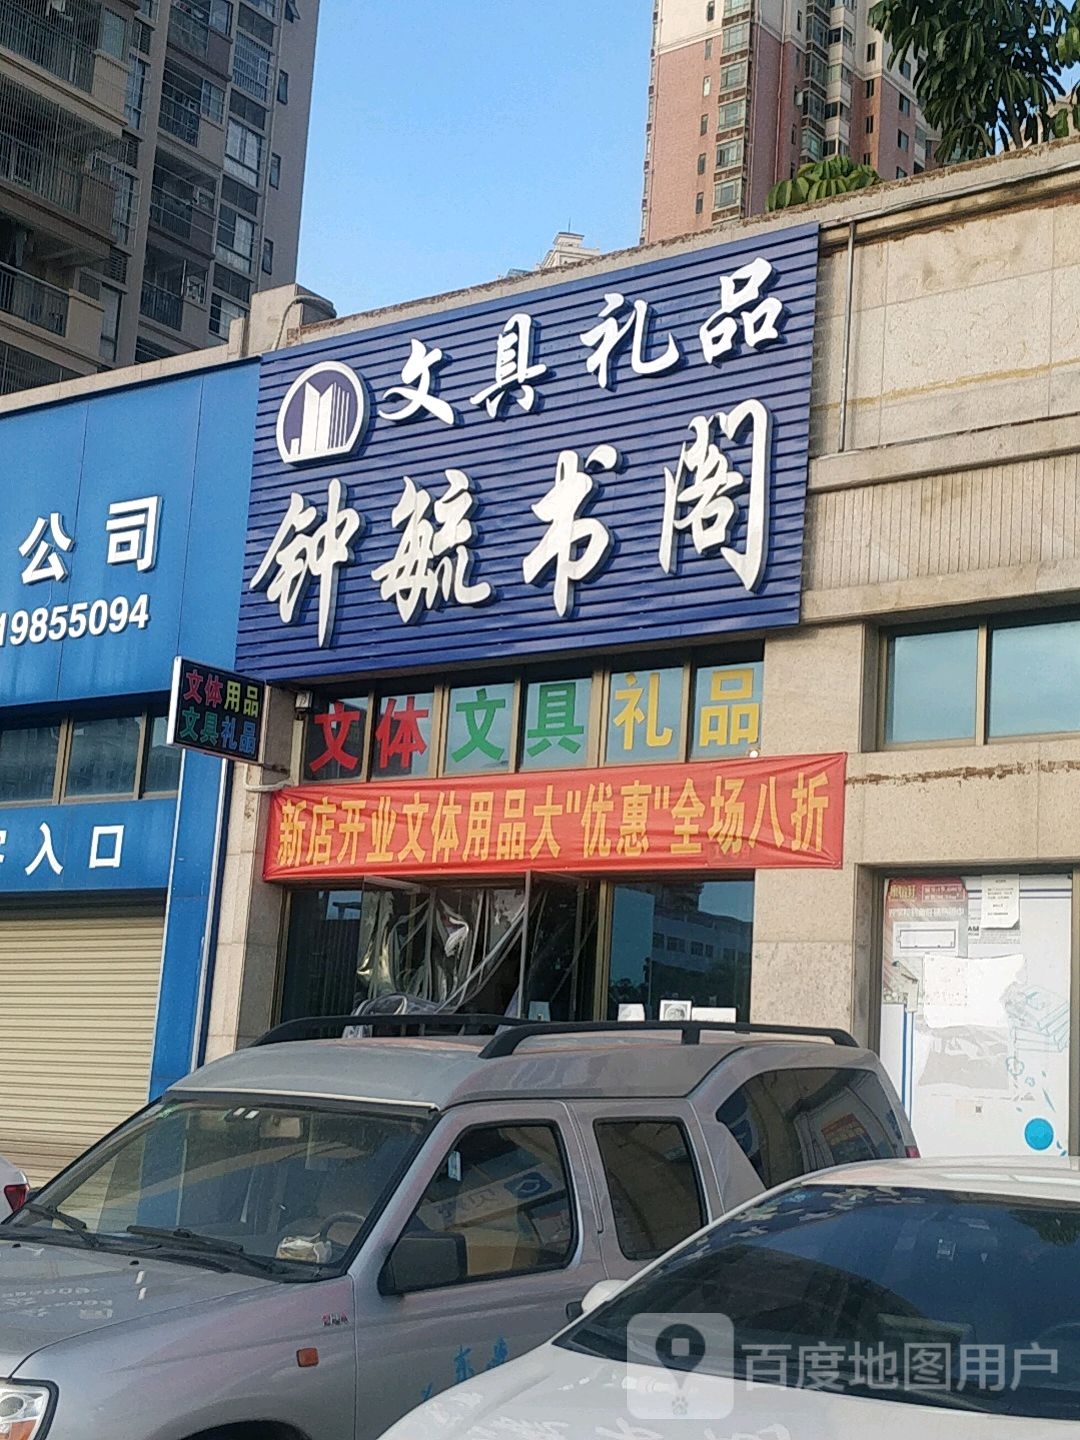 文具礼品
钟毓书阁
公司
19855094
文体用品
文具礼品
文体文具礼品
新店开业文体用品大"优惠"全场八折
入口
百度地图用户